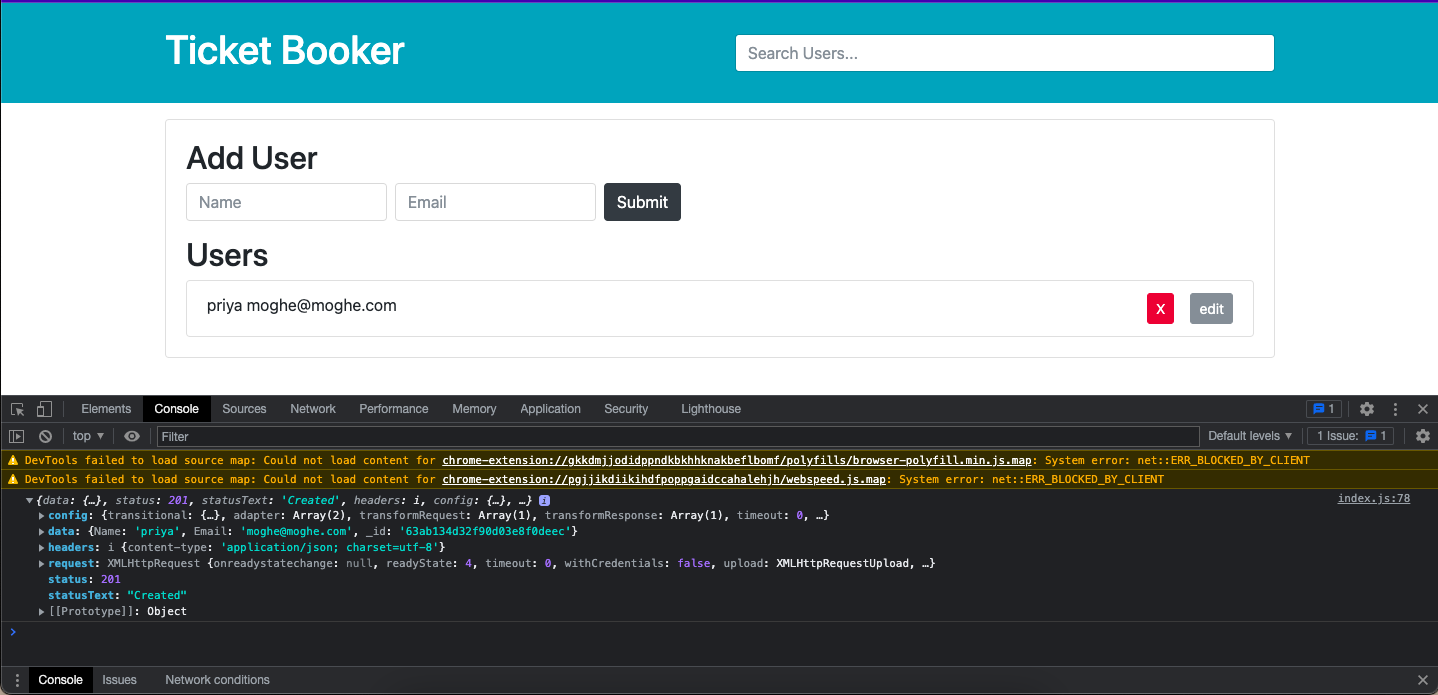 Ticket Booker
Search Users...
Add User
Name Email Submit
Users
priya moghe@moghe.com X edit
Elements Console Sources Network Performance Memory Application Security Lighthouse 1
top ▼ Filter Default levels ▼ 1 Issue: 1
DevTools failed to load source map: Could not load content for chrome-extension://gkkdmjjodidppndkbkhhknakbeflbomf/polyfills/browser-polyfill.min.js.map: System error: net::ERR_BLOCKED_BY_CLIENT
DevTools failed to load source map: Could not load content for chrome-extension://pgjjikdiikihdfpoppgaidccahalehjh/webspeed.js.map: System error: net::ERR_BLOCKED_BY_CLIENT
▼{data: {…}, status: 201, statusText: 'Created', headers: i, config: {…}, …} i index.js:78
▶config: {transitional: {…}, adapter: Array(2), transformRequest: Array(1), transformResponse: Array(1), timeout: 0, …}
▶data: {Name: 'priya', Email: 'moghe@moghe.com', _id: '63ab134d32f90d03e8f0deec'}
▶headers: i {content-type: 'application/json; charset=utf-8'}
▶request: XMLHttpRequest {onreadystatechange: null, readyState: 4, timeout: 0, withCredentials: false, upload: XMLHttpRequestUpload, …}
status: 201
statusText: "Created"
▶[[Prototype]]: Object
Console Issues Network conditions